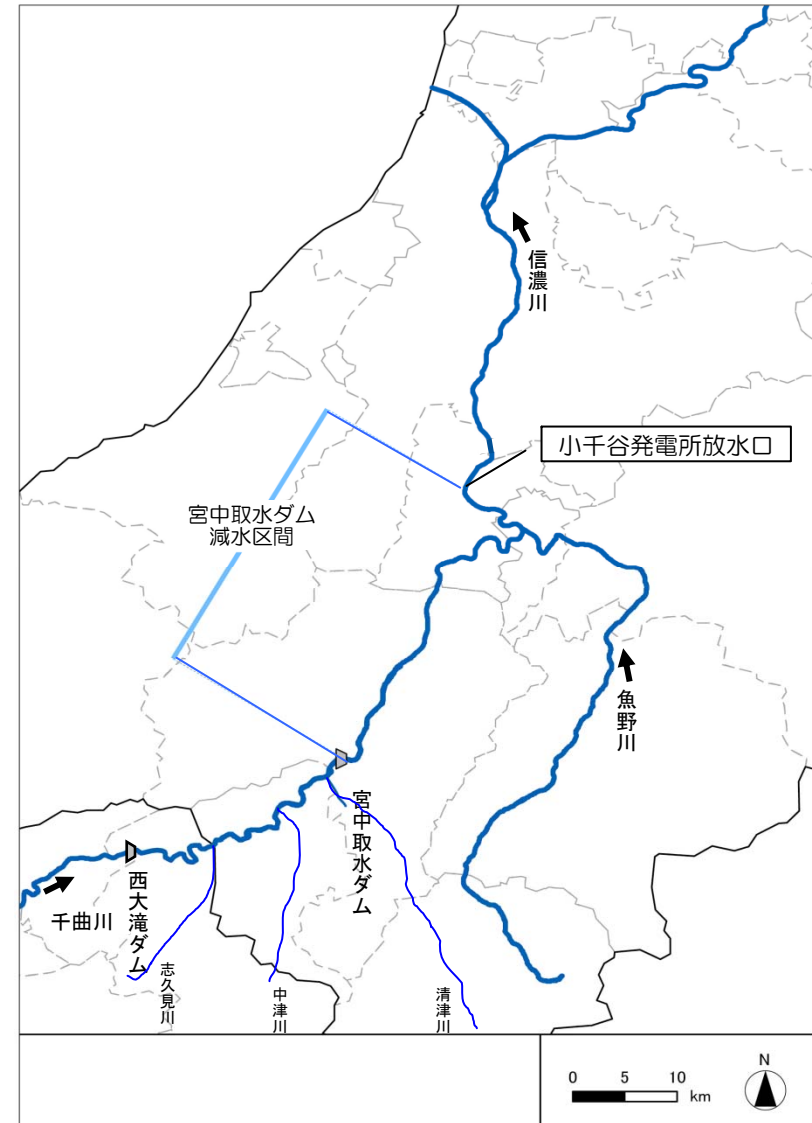 信濃川
小千谷発電所放水口
宮中取水ダム
減水区間
魚野川
宮中取水ダム
西大滝ダム
千曲川
志久見川
中津川
清津川
0 5 10 km
N